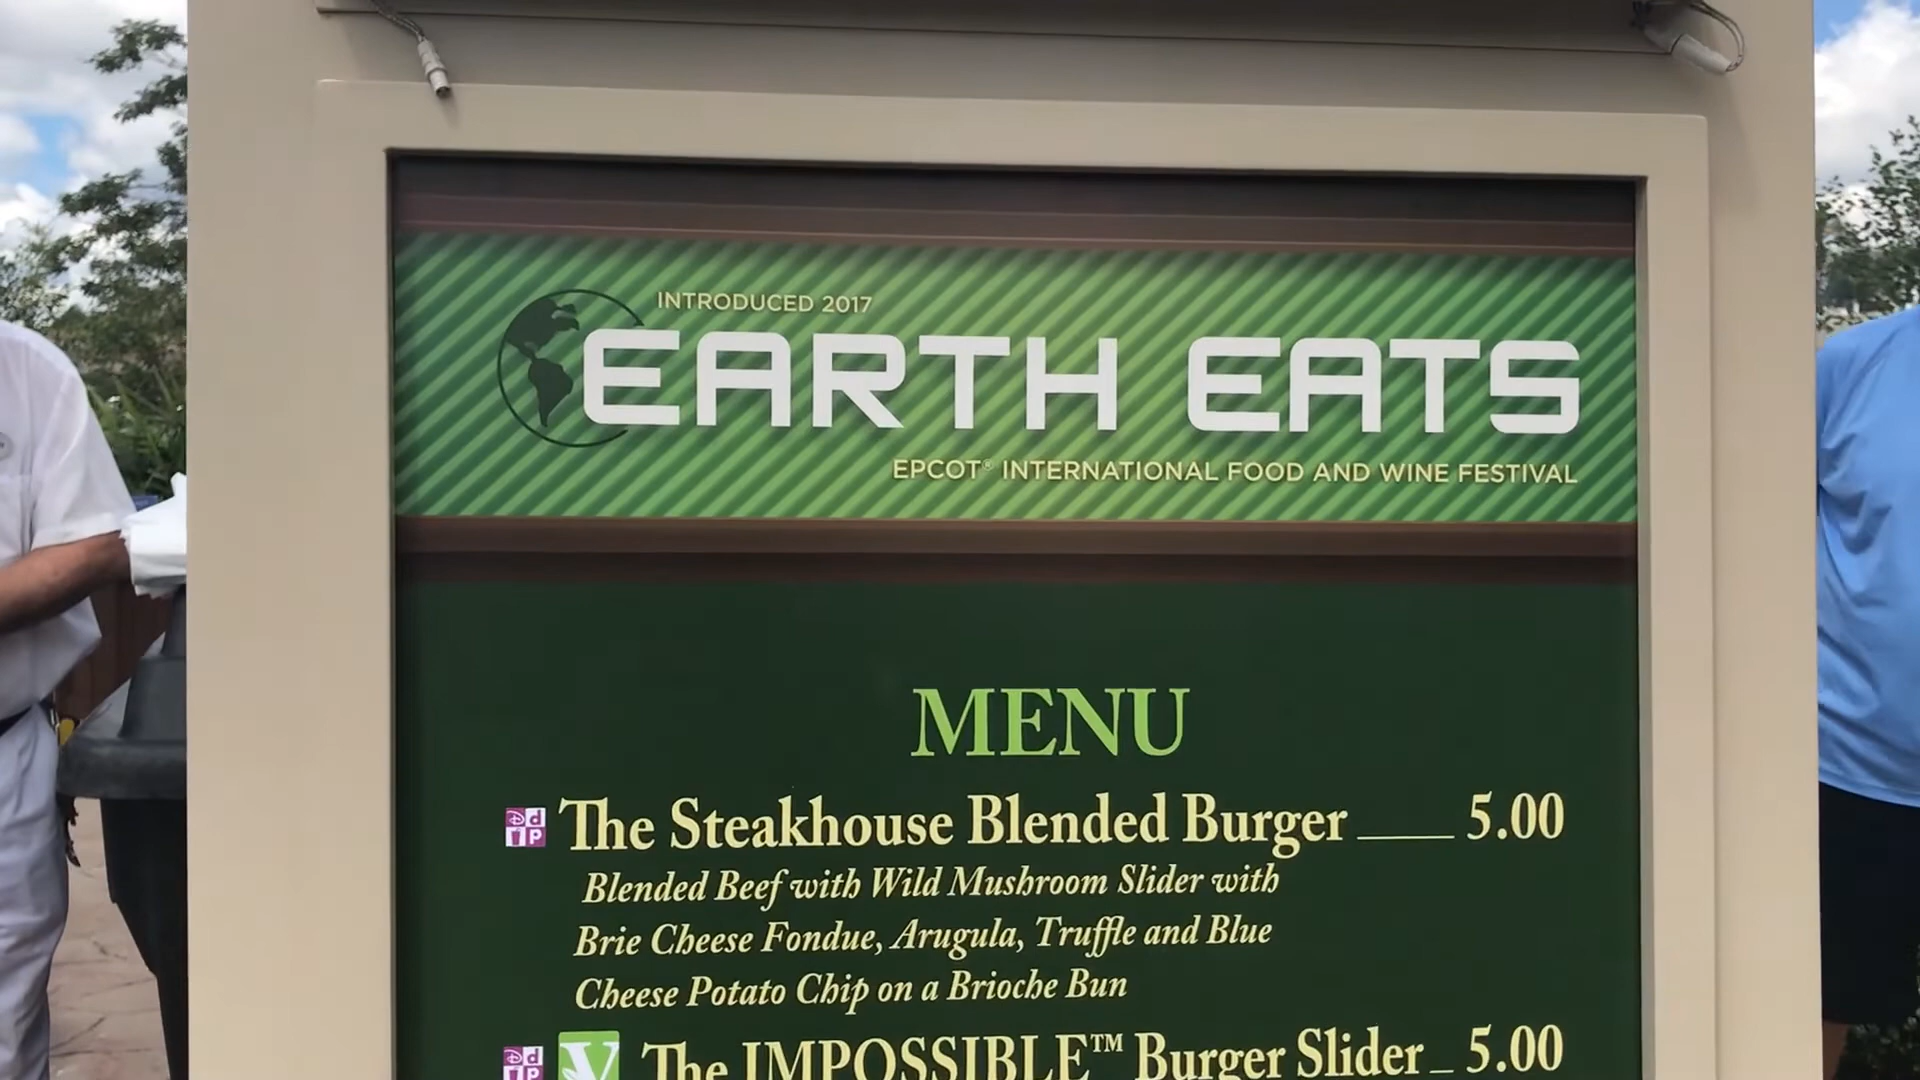 INTRODUCED 2017
EARTH EATS
EPCOT® INTERNATIONAL FOOD AND WINE FESTIVAL
MENU
The Steakhouse Blended Burger 5.00
Blended Beef with Wild Mushroom Slider with
Brie Cheese Fondue, Arugula, Truffle and Blue
Cheese Potato Chip on a Brioche Bun
The IMPOSSIBLE™ Burger Slider 5.00